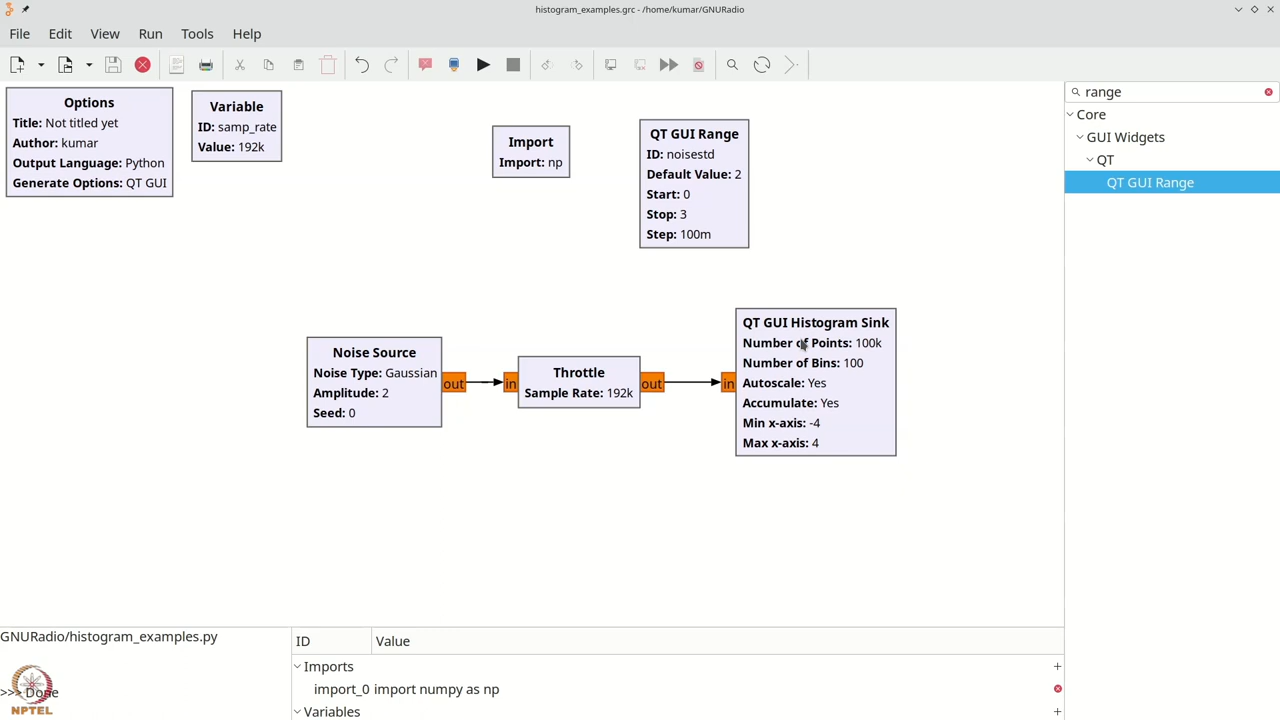 histogram_examples.grc - /home/kumar/GNURadio
File Edit View Run Tools Help
Options
Title: Not titled yet
Author: kumar
Output Language: Python
Generate Options: QT GUI
Variable
ID: samp_rate
Value: 192k
Import
Import: np
QT GUI Range
ID: noisestd
Default Value: 2
Start: 0
Stop: 3
Step: 100m
range
Core
GUI Widgets
QT
QT GUI Range
Noise Source
Noise Type: Gaussian
Amplitude: 2
Seed: 0
out
in
Throttle
Sample Rate: 192k
out
in
QT GUI Histogram Sink
Number of Points: 100k
Number of Bins: 100
Autoscale: Yes
Accumulate: Yes
Min x-axis: -4
Max x-axis: 4
GNURadio/histogram_examples.py
>>> Done
NPTEL
ID Value
Imports
import_0 import numpy as np
Variables